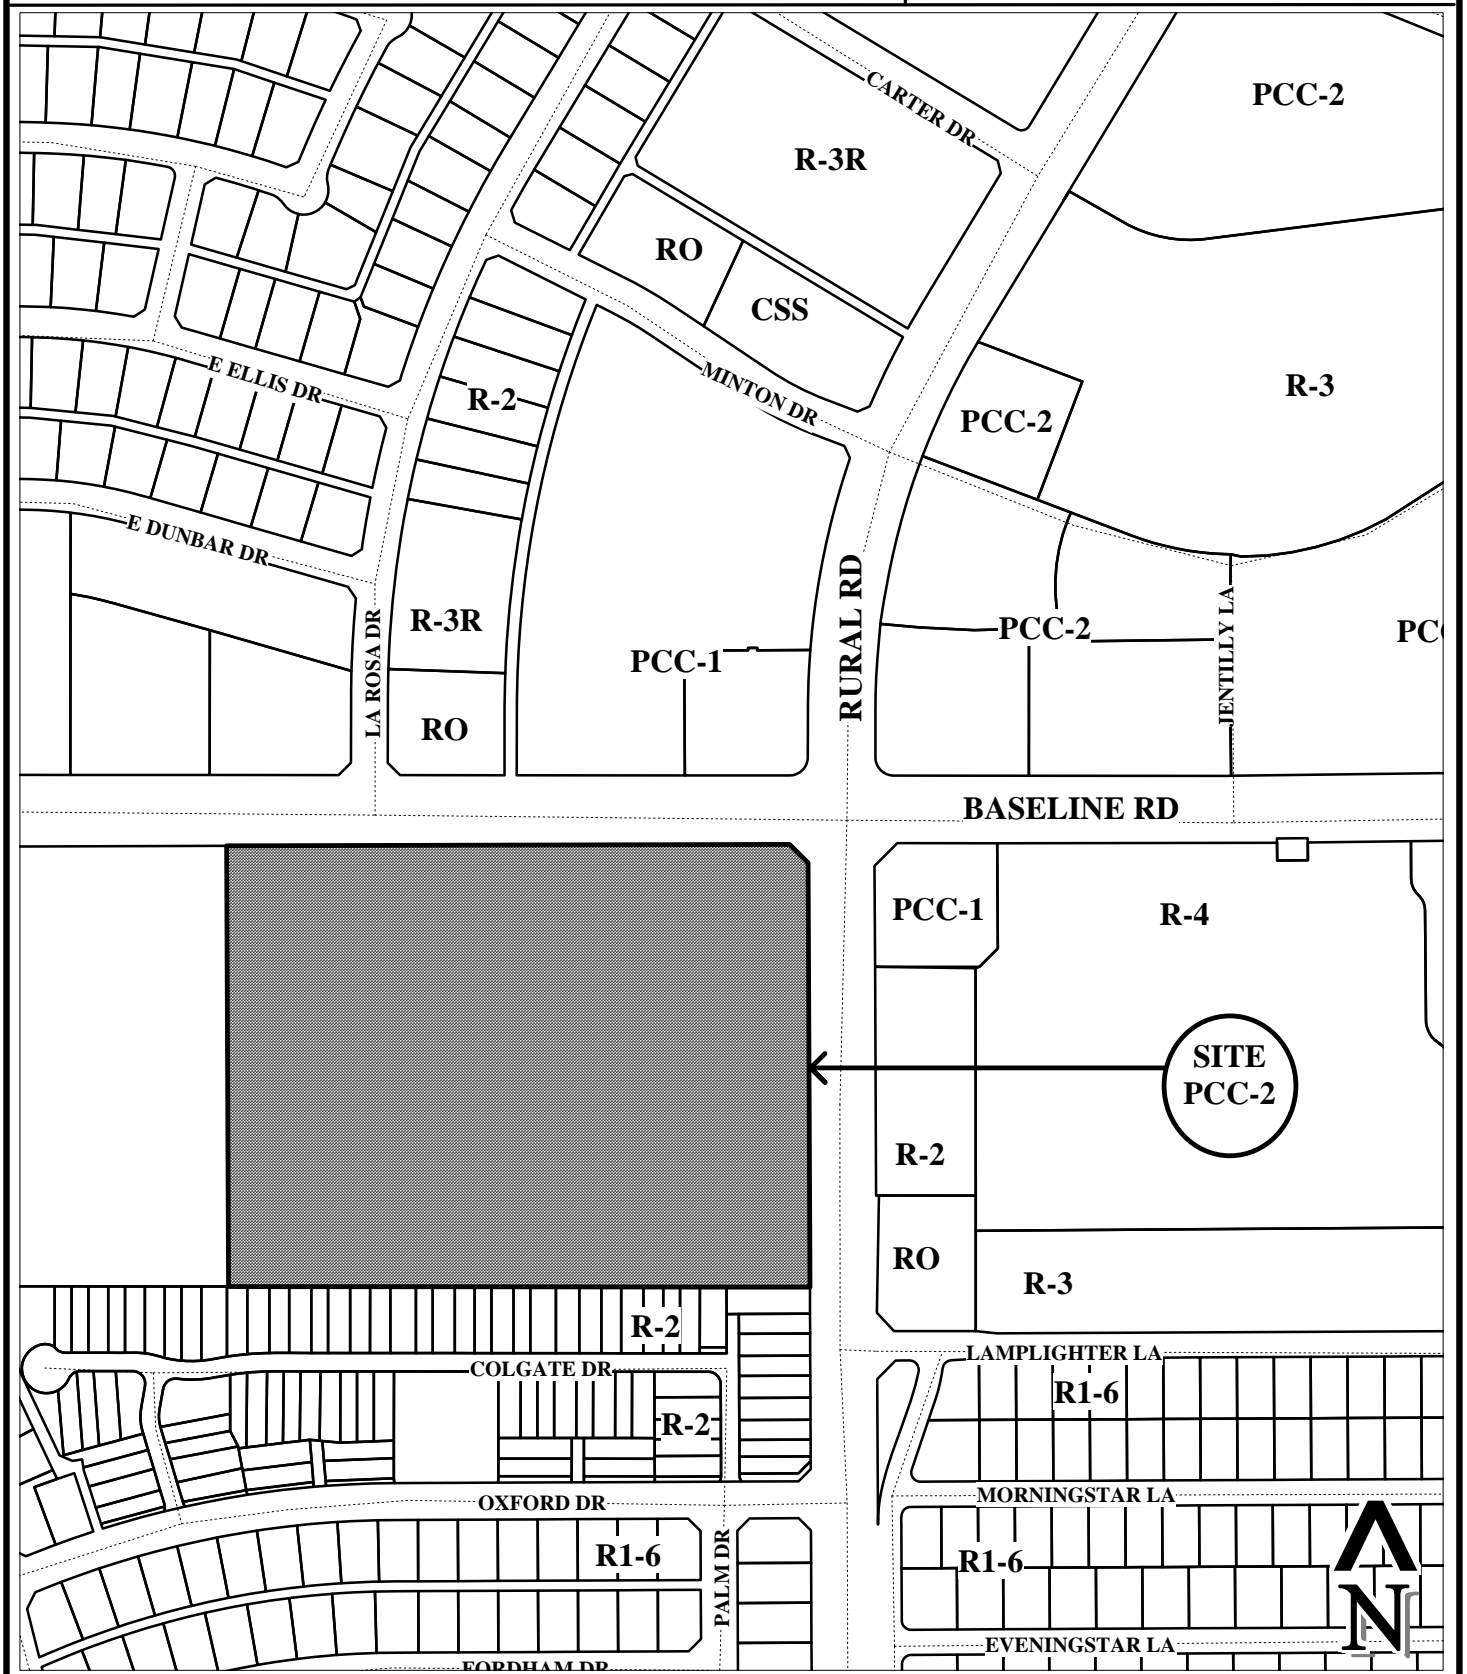 PCC-2
CARTER DR
R-3R
RO
CSS
E ELLIS DR
MINTON DR
R-3
R-2
PCC-2
E DUNBAR DR
RURAL RD
JENTILLY LA
LA ROSA DR
R-3R
PCC-2
PCC-1
RO
BASELINE RD
PCC-1
R-4
SITE
PCC-2
R-2
RO
R-3
R-2
LAMPLIGHTER LA
COLGATE DR
R1-6
R-2
MORNINGSTAR LA
OXFORD DR
R1-6
PALM DR
R1-6
N
EVENINGSTAR LA
FORDHAM DR